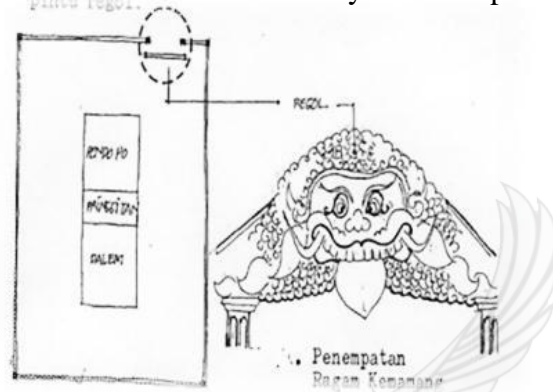 pintu regol.
REGOL
PENDOPO
PRINGGITAN
DALEM
Penempatan
Ragam Kemamang